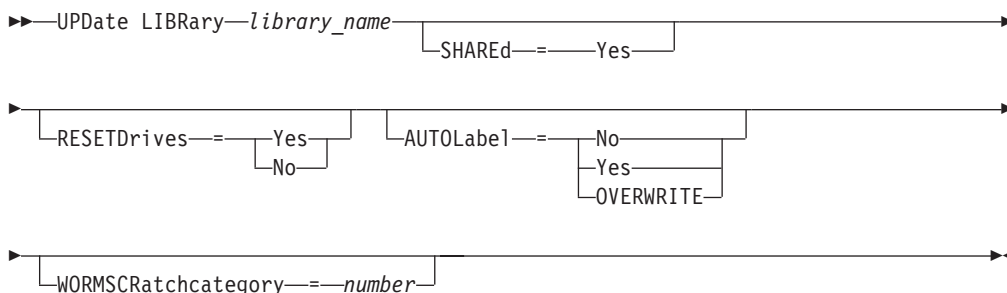 UPDate LIBRary library_name
SHAREd = Yes
RESETDrives = Yes
No
AUTOLabel = No
Yes
OVERWRITE
WORMSCRatchcategory = number